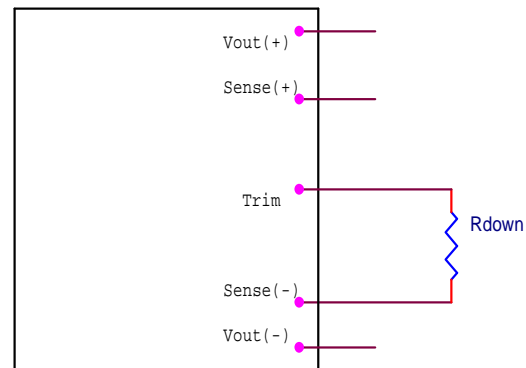 Vout(+)
Sense(+)
Trim
Rdown
Sense(-)
Vout(-)